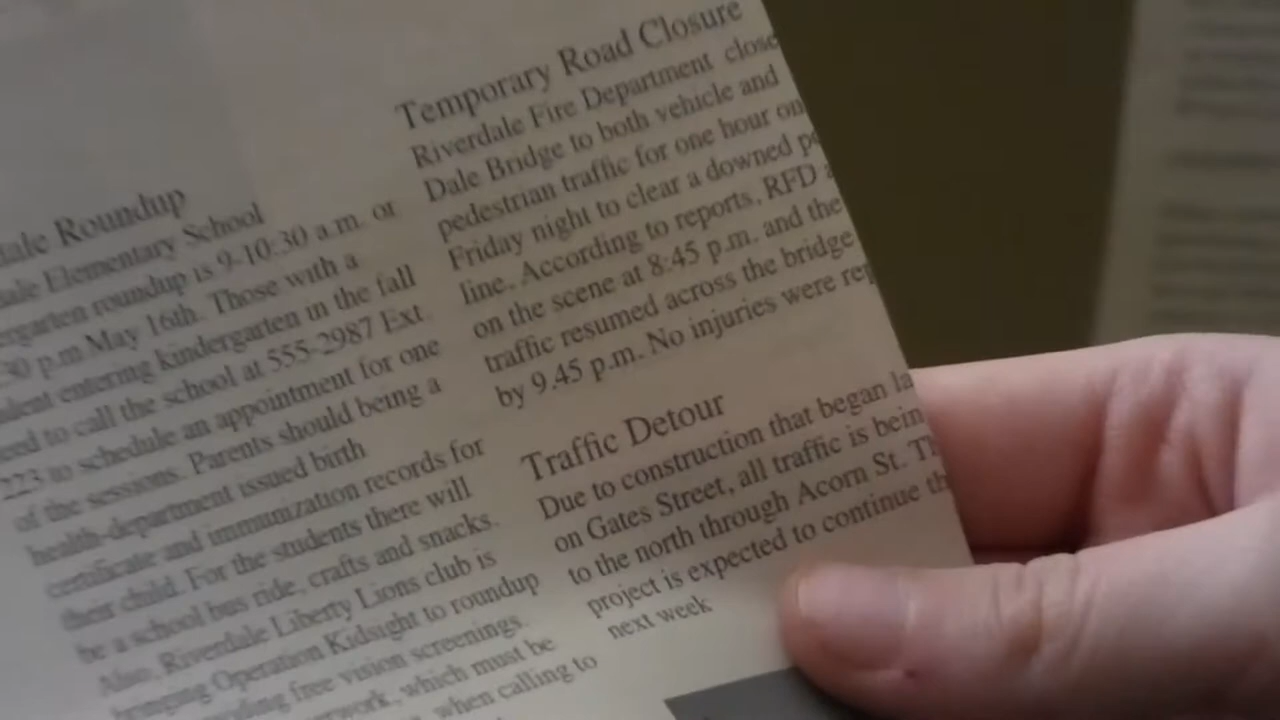 Roundup
Elementary School
roundup is 9-10:30 a.m. or
:30 p.m May 16th. Those with a
entering kindergarten in the fall
to call the school at 555-2987 Ext.
223 to schedule an appointment for one
of the sessions. Parents should being a
health-department issued birth
certificate and immunization records for
their child. For the students there will
be a school bus ride, crafts and snacks.
Also, Riverdale Liberty Lions club is
bringing Operation Kidsight to roundup
free vision screenings.
which must be
when calling to
Temporary Road Closure
Riverdale Fire Department close
Dale Bridge to both vehicle and
pedestrian traffic for one hour on
Friday night to clear a downed
line. According to reports, RFD
on the scene at 8:45 p.m. and the
traffic resumed across the bridge
by 9.45 p.m. No injuries were rep
Traffic Detour
Due to construction that began la
on Gates Street, all traffic is bein
to the north through Acorn St. Th
project is expected to continue th
next week